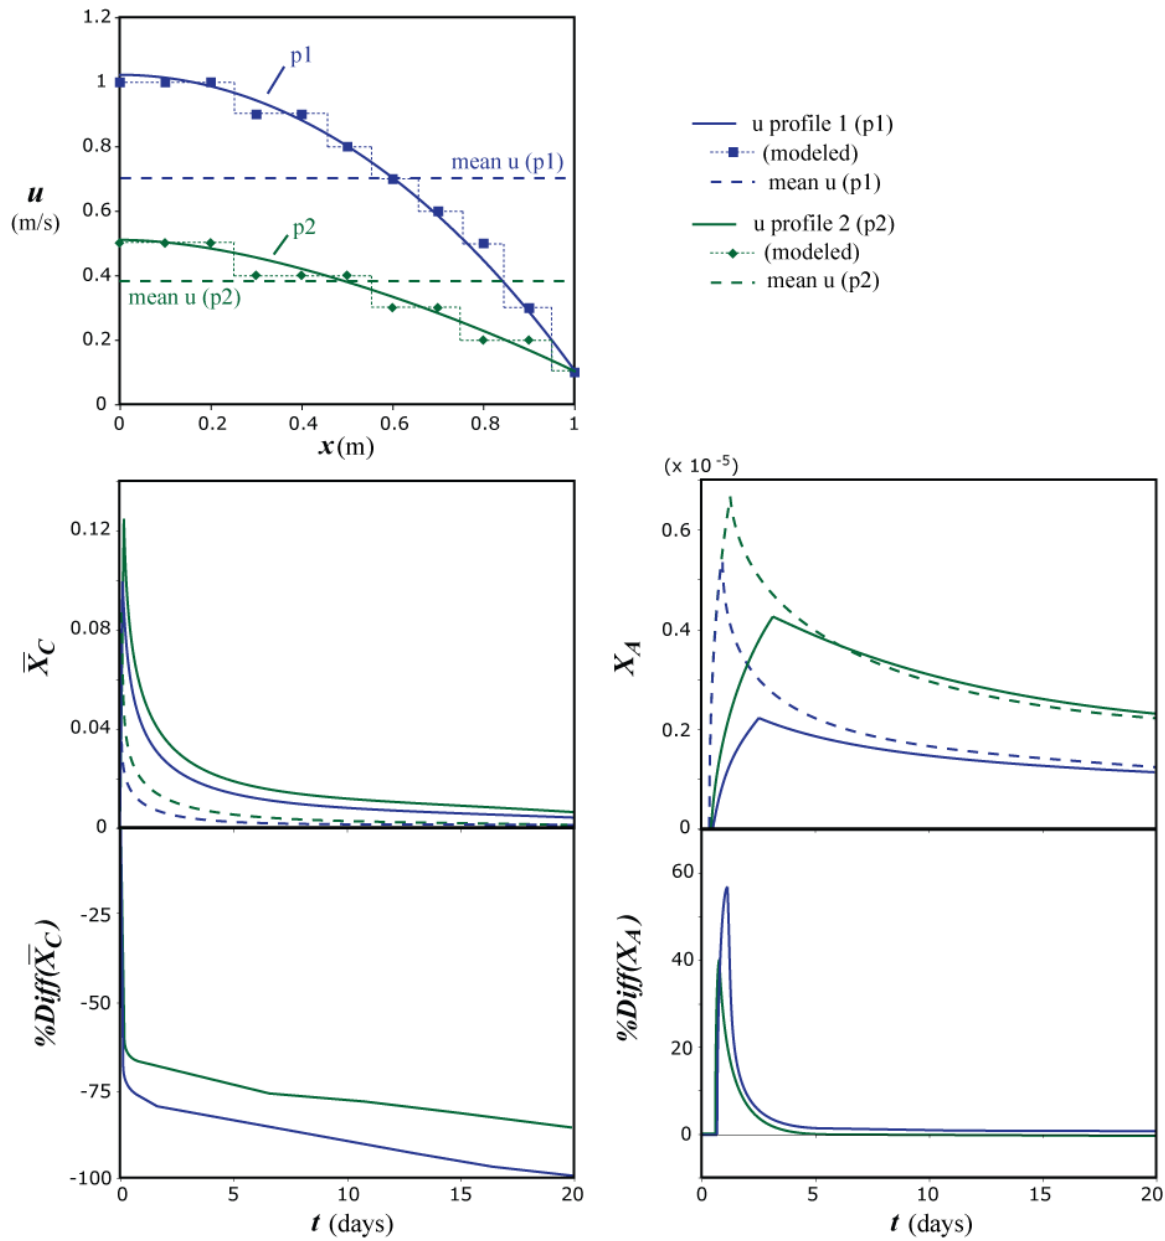 1.2
1
0.8
0.6
0.4
0.2
0
u
(m/s)
p1
mean u (p1)
p2
mean u (p2)
0 0.2 0.4 0.6 0.8 1
x (m)
u profile 1 (p1)
(modeled)
mean u (p1)
u profile 2 (p2)
(modeled)
mean u (p2)
0.12
0.08
0.04
0
X̅C
(x 10 -5)
0.6
0.4
0.2
0
XA
-25
-50
-75
-100
%Diff(X̅C)
0 5 10 15 20
t (days)
60
40
20
0
%Diff(XA)
0 5 10 15 20
t (days)